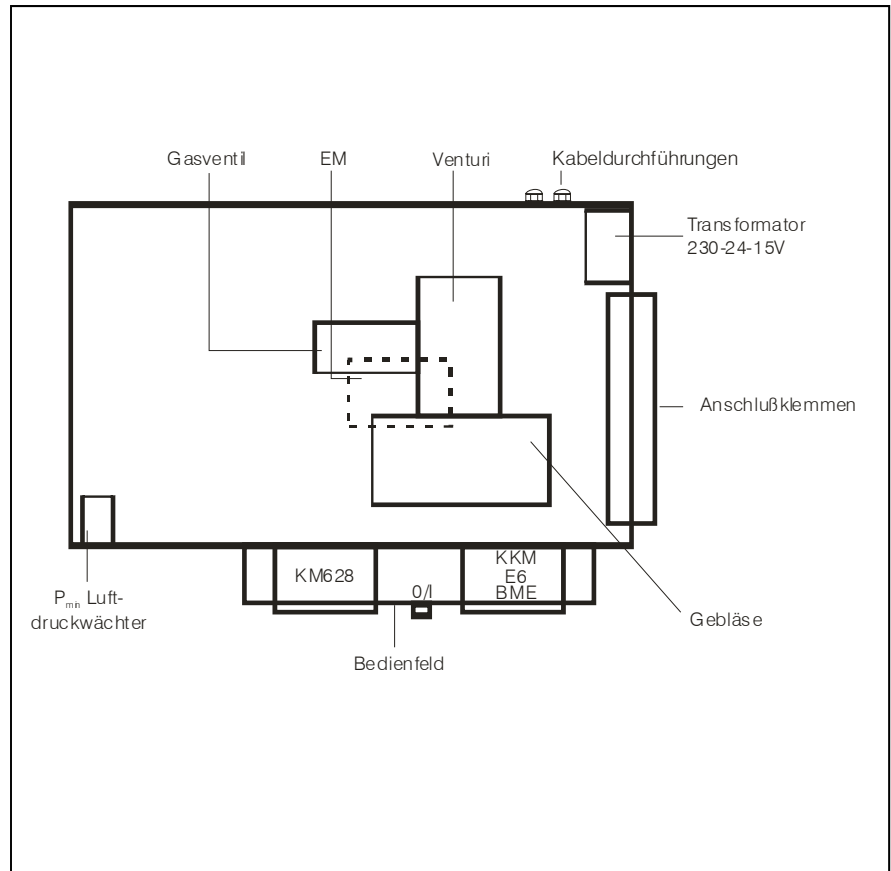 Gasventil
EM
Venturi
Kabeldurchführungen
Transformator
230-24-15V
Anschlußklemmen
KM628
0/I
KKM
E6
BME
Pmin Luft-
druckwächter
Gebläse
Bedienfeld